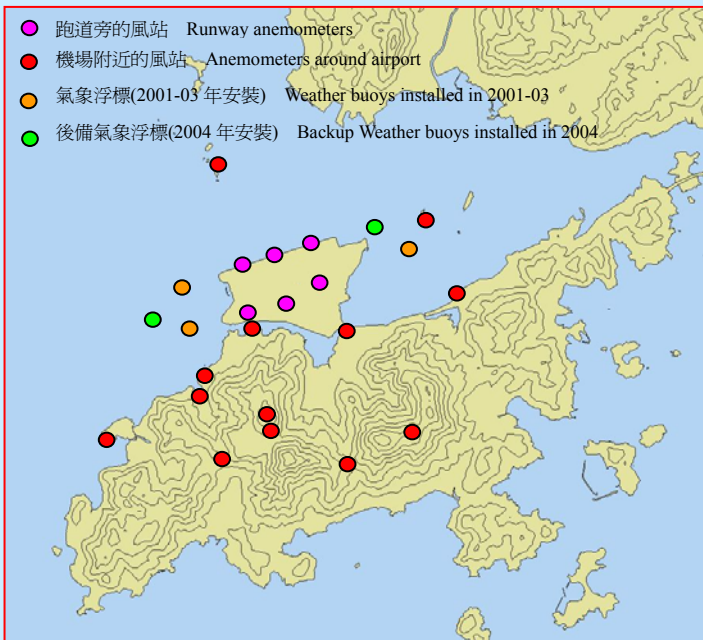 跑道旁的風站 Runway anemometers
機場附近的風站 Anemometers around airport
氣象浮標(2001-03 年安裝) Weather buoys installed in 2001-03
後備氣象浮標(2004 年安裝) Backup Weather buoys installed in 2004